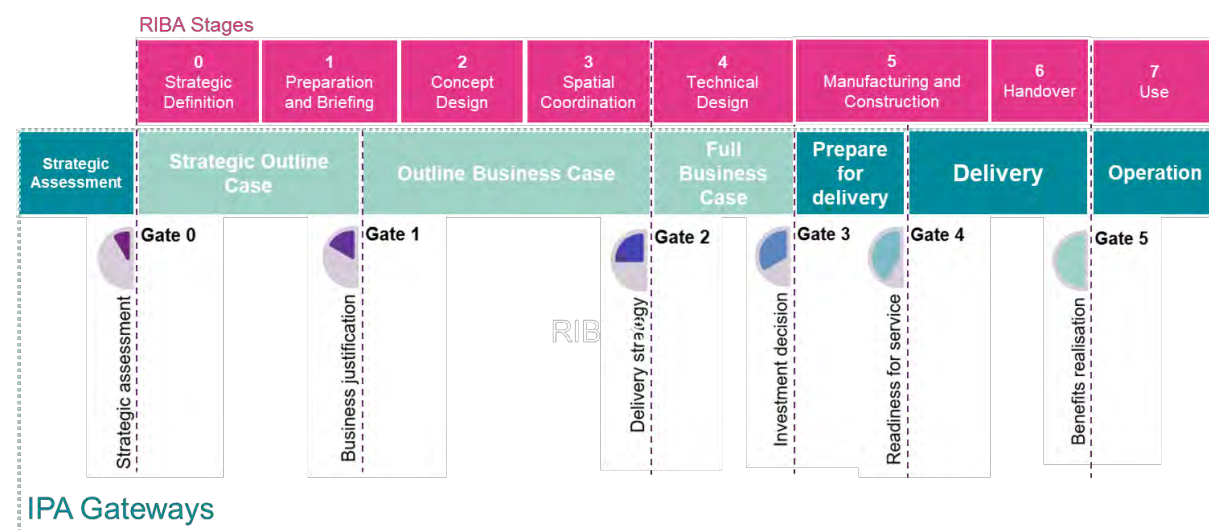 RIBA Stages
0
Strategic
Definition
1
Preparation
and Briefing
2
Concept
Design
3
Spatial
Coordination
4
Technical
Design
5
Manufacturing and
Construction
6
Handover
7
Use
Strategic
Assessment
Strategic Outline
Case
Outline Business Case
Full
Business
Case
Prepare
for
delivery
Delivery
Operation
Gate 0
Gate 1
Gate 2
Gate 3
Gate 4
Gate 5
Strategic assessment
Business justification
Delivery strategy
Investment decision
Readiness for service
Benefits realisation
IPA Gateways